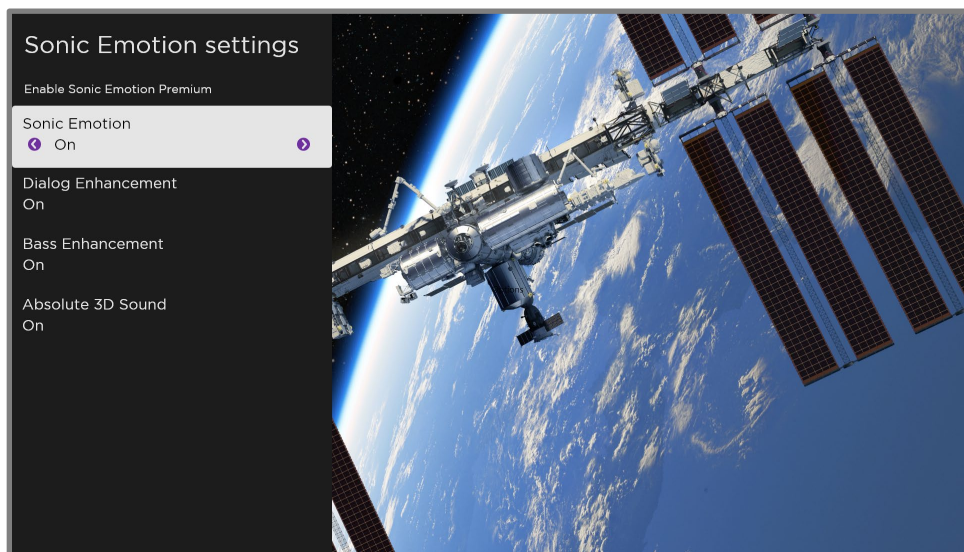 Sonic Emotion settings
Enable Sonic Emotion Premium
Sonic Emotion
On
Dialog Enhancement
On
Bass Enhancement
On
Absolute 3D Sound
On